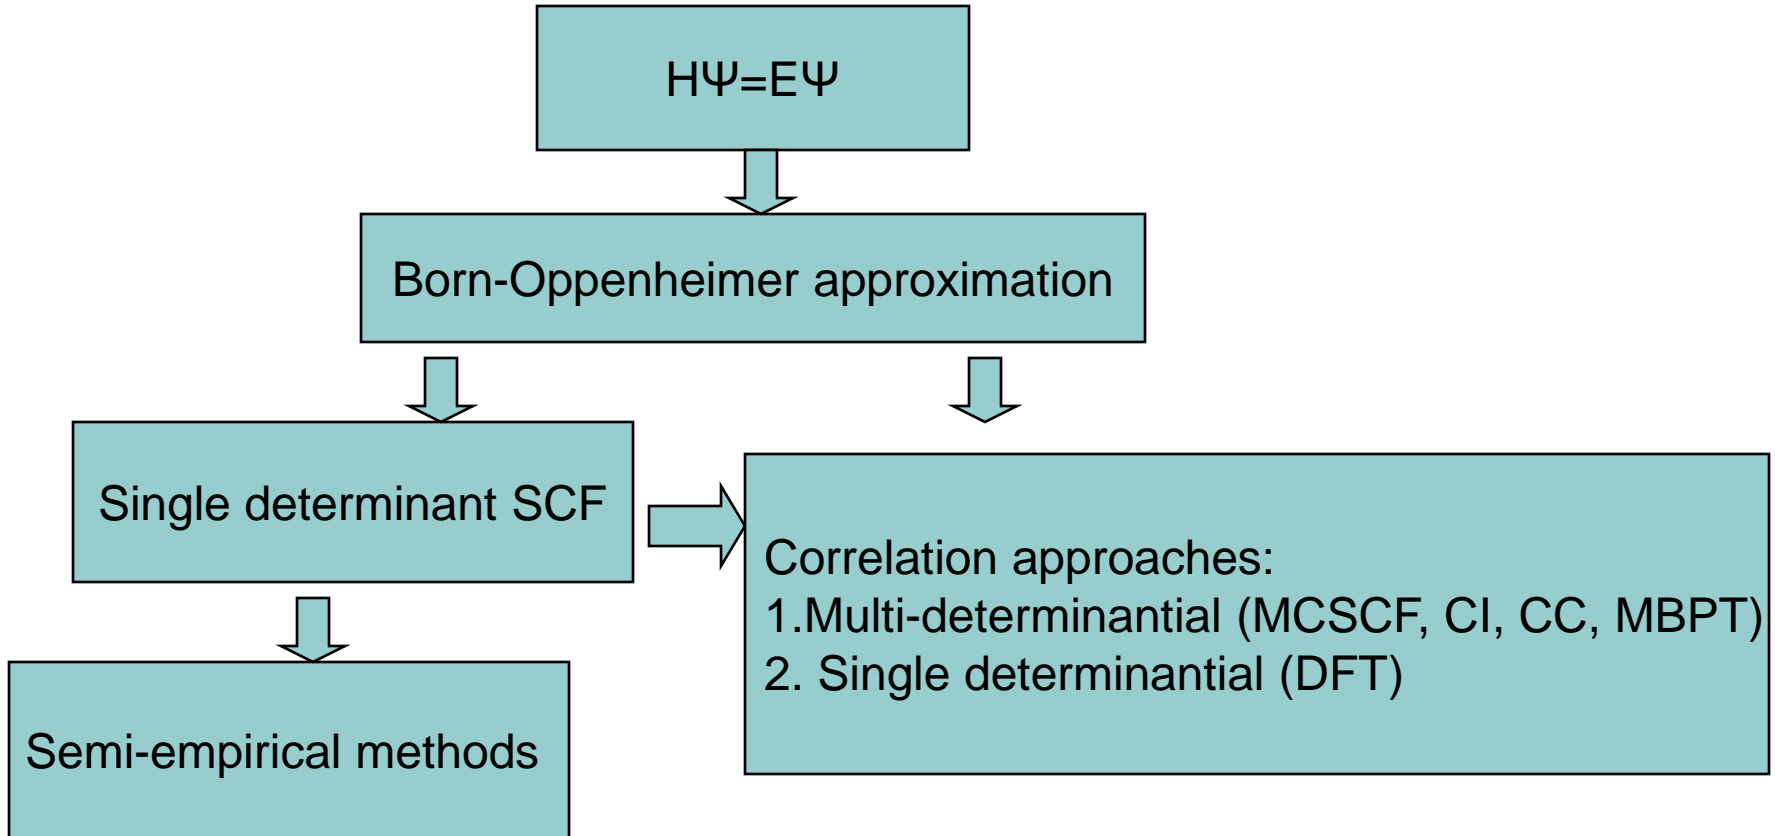 HΨ=EΨ
Born-Oppenheimer approximation
Single determinant SCF
Correlation approaches:
1.Multi-determinantial (MCSCF, CI, CC, MBPT)
2. Single determinantial (DFT)
Semi-empirical methods